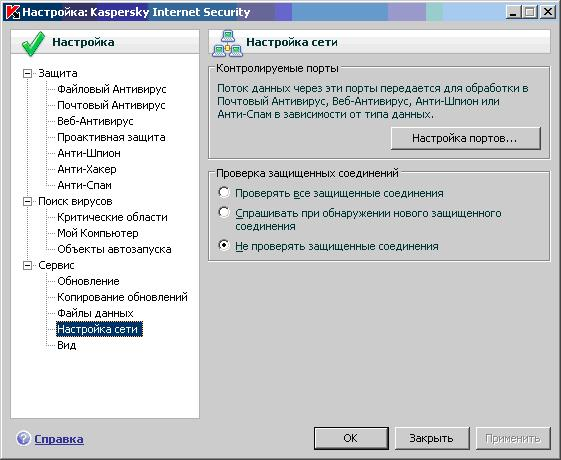 Настройка: Kaspersky Internet Security
Настройка
Защита
Файловый Антивирус
Почтовый Антивирус
Веб-Антивирус
Проактивная защита
Анти-Шпион
Анти-Хакер
Анти-Спам
Поиск вирусов
Критические области
Мой Компьютер
Объекты автозапуска
Сервис
Обновление
Копирование обновлений
Файлы данных
Настройка сети
Вид
Настройка сети
Контролируемые порты
Поток данных через эти порты передается для обработки в
Почтовый Антивирус, Веб-Антивирус, Анти-Шпион или
Анти-Спам в зависимости от типа данных.
Настройка портов...
Проверка защищенных соединений
Проверять все защищенные соединения
Спрашивать при обнаружении нового защищенного
соединения
Не проверять защищенные соединения
Справка
ОК
Закрыть
Применить